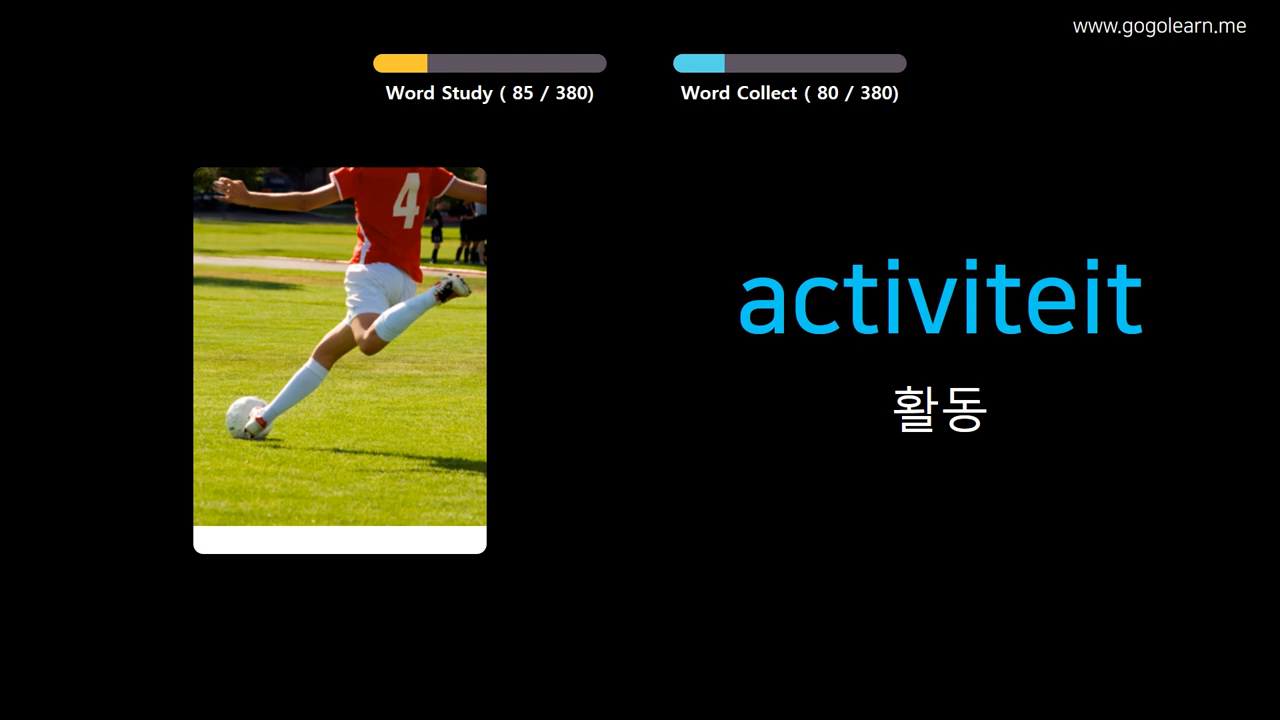 www.gogolearn.me
Word Study ( 85 / 380)
Word Collect ( 80 / 380)
4
activiteit
활동